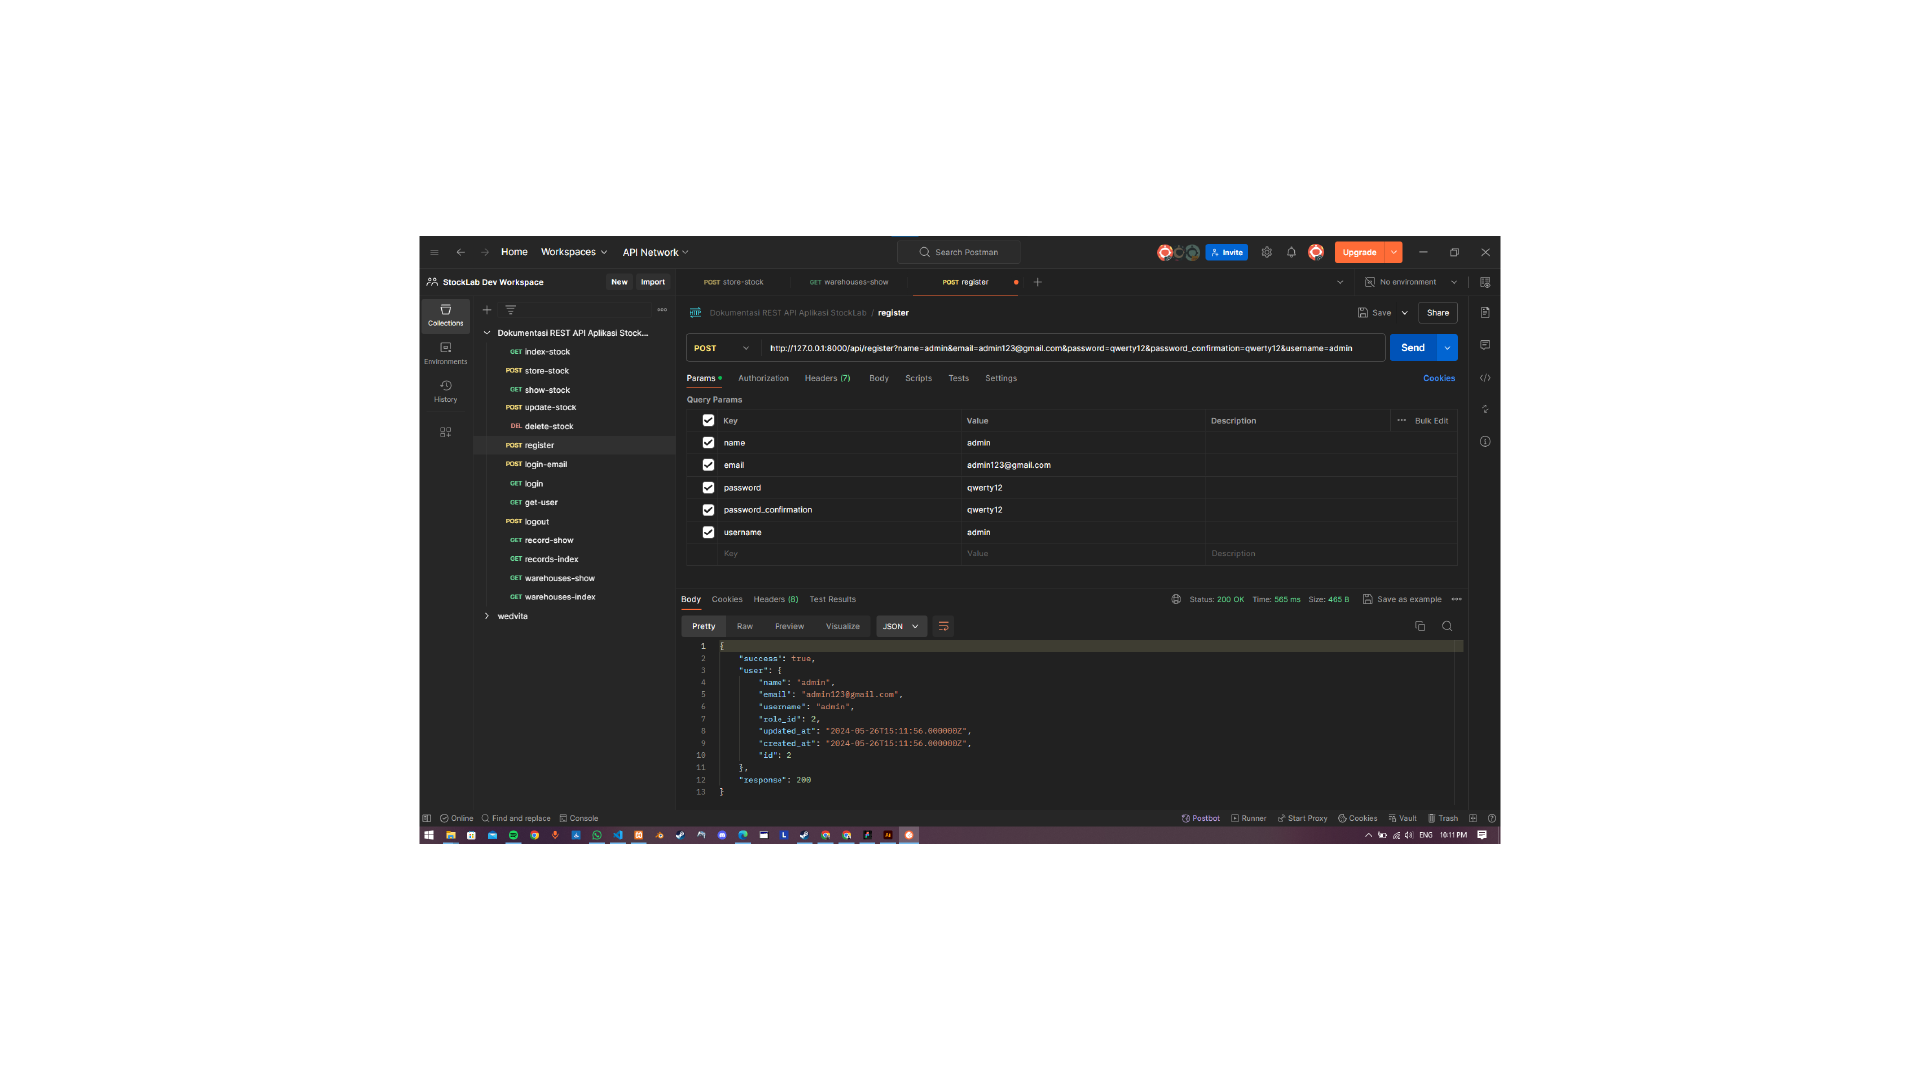 Home Workspaces API Network Search Postman Invite Upgrade
StockLab Dev Workspace New Import POST store-stock GET warehouses-show POST register No environment
Collections
Environments
History
Dokumentasi REST API Aplikasi Stock...
GET index-stock
POST store-stock
GET show-stock
POST update-stock
DEL delete-stock
POST register
POST login-email
GET login
GET get-user
POST logout
GET record-show
GET records-index
GET warehouses-show
GET warehouses-index
wedvita
Dokumentasi REST API Aplikasi StockLab / register Save Share
POST http://127.0.0.1:8000/api/register?name=admin&email=admin123@gmail.com&password=qwerty12&password_confirmation=qwerty12&username=admin Send
Params Authorization Headers (7) Body Scripts Tests Settings Cookies
Query Params
Key Value Description Bulk Edit
name admin
email admin123@gmail.com
password qwerty12
password_confirmation qwerty12
username admin
Key Value Description
Body Cookies Headers (8) Test Results Status: 200 OK Time: 565 ms Size: 465 B Save as example
Pretty Raw Preview Visualize JSON
1 {
2 "success": true,
3 "user": {
4 "name": "admin",
5 "email": "admin123@gmail.com",
6 "username": "admin",
7 "role_id": 2,
8 "updated_at": "2024-05-26T15:11:56.000000Z",
9 "created_at": "2024-05-26T15:11:56.000000Z",
10 "id": 2
11 },
12 "response": 200
13 }
Online Find and replace Console Postbot Runner Start Proxy Cookies Vault Trash
ENG 10:11 PM